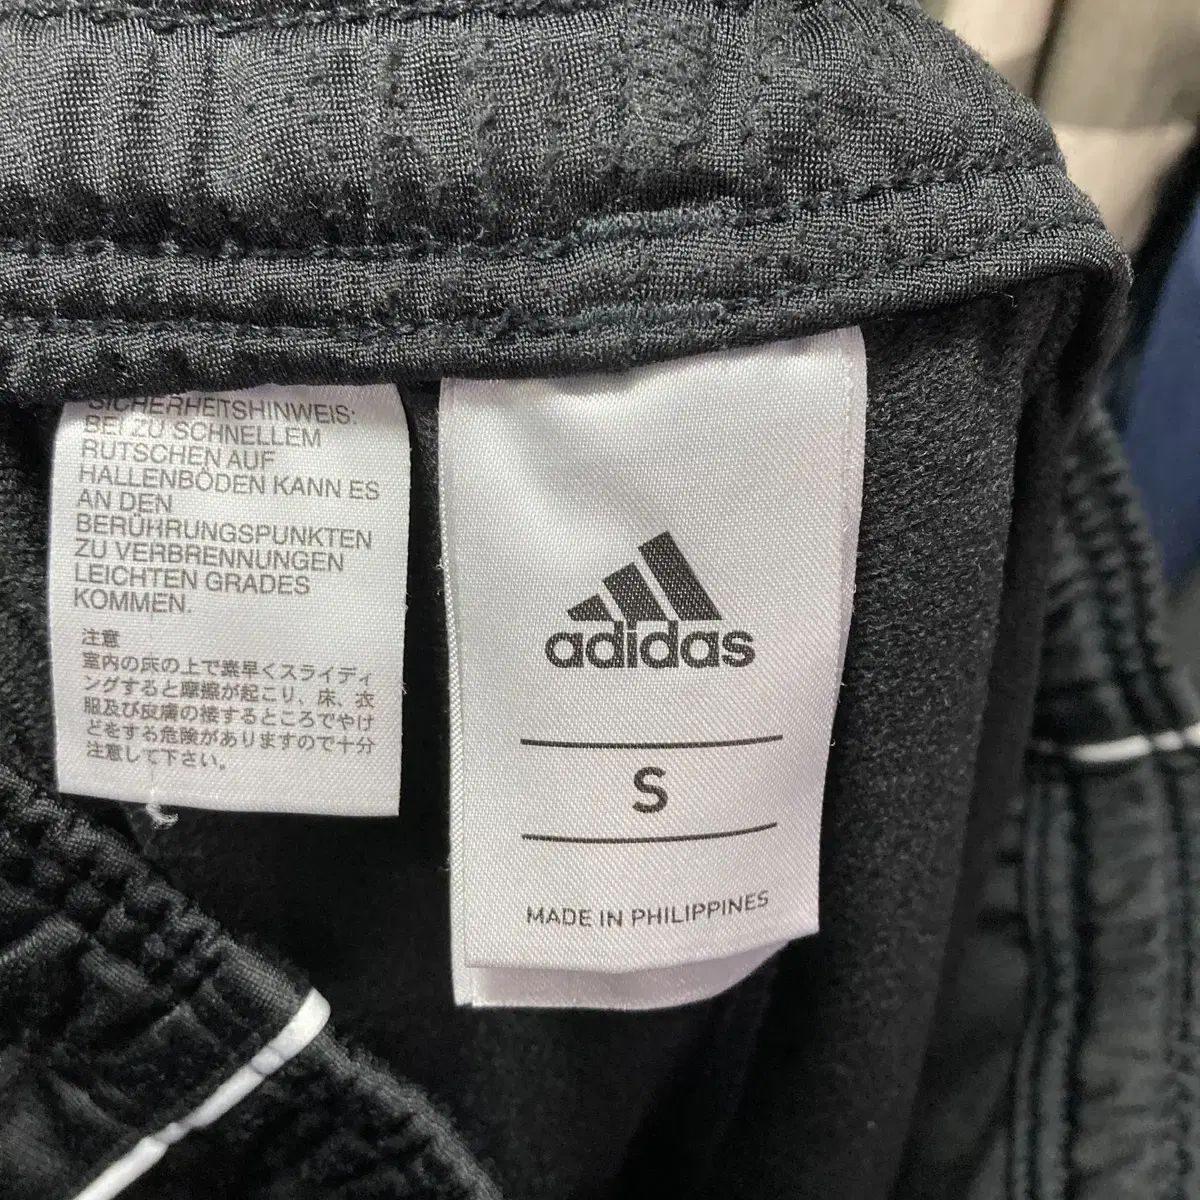 SICHERHEITSHINWEIS:
BEI ZU SCHNELLEM
RUTSCHEN AUF
HALLENBÖDEN KANN ES
AN DEN
BERÜHRUNGSPUNKTEN
ZU VERBRENNUNGEN
LEICHTEN GRADES
KOMMEN.
注意
室内の床の上で素早くスライディ
ングすると摩擦が起こり、床、衣
服及び皮膚の接するところでやけ
どをする危険がありますので十分
注意して下さい。
adidas
S
MADE IN PHILIPPINES